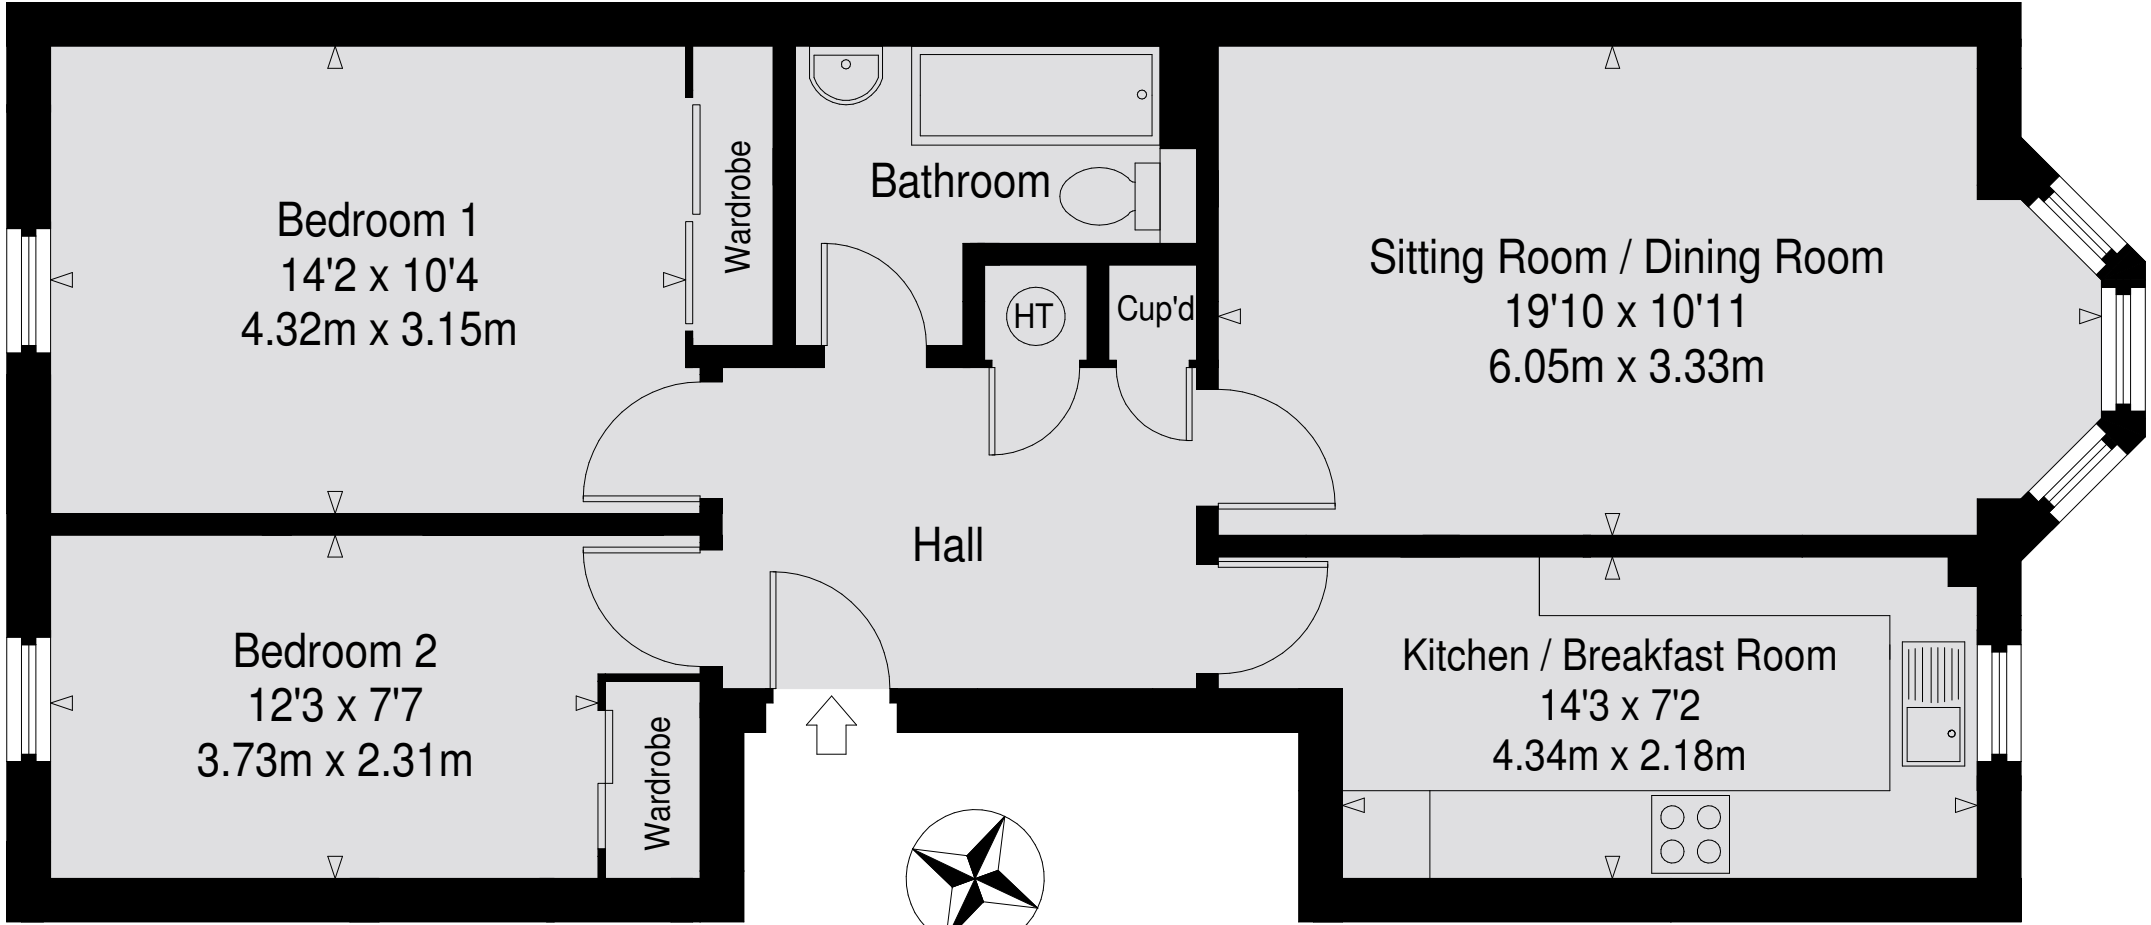 Bedroom 1
14'2 x 10'4
4.32m x 3.15m
Wardrobe
Bathroom
HT
Cup'd
Sitting Room / Dining Room
19'10 x 10'11
6.05m x 3.33m
Hall
Bedroom 2
12'3 x 7'7
3.73m x 2.31m
Wardrobe
Kitchen / Breakfast Room
14'3 x 7'2
4.34m x 2.18m